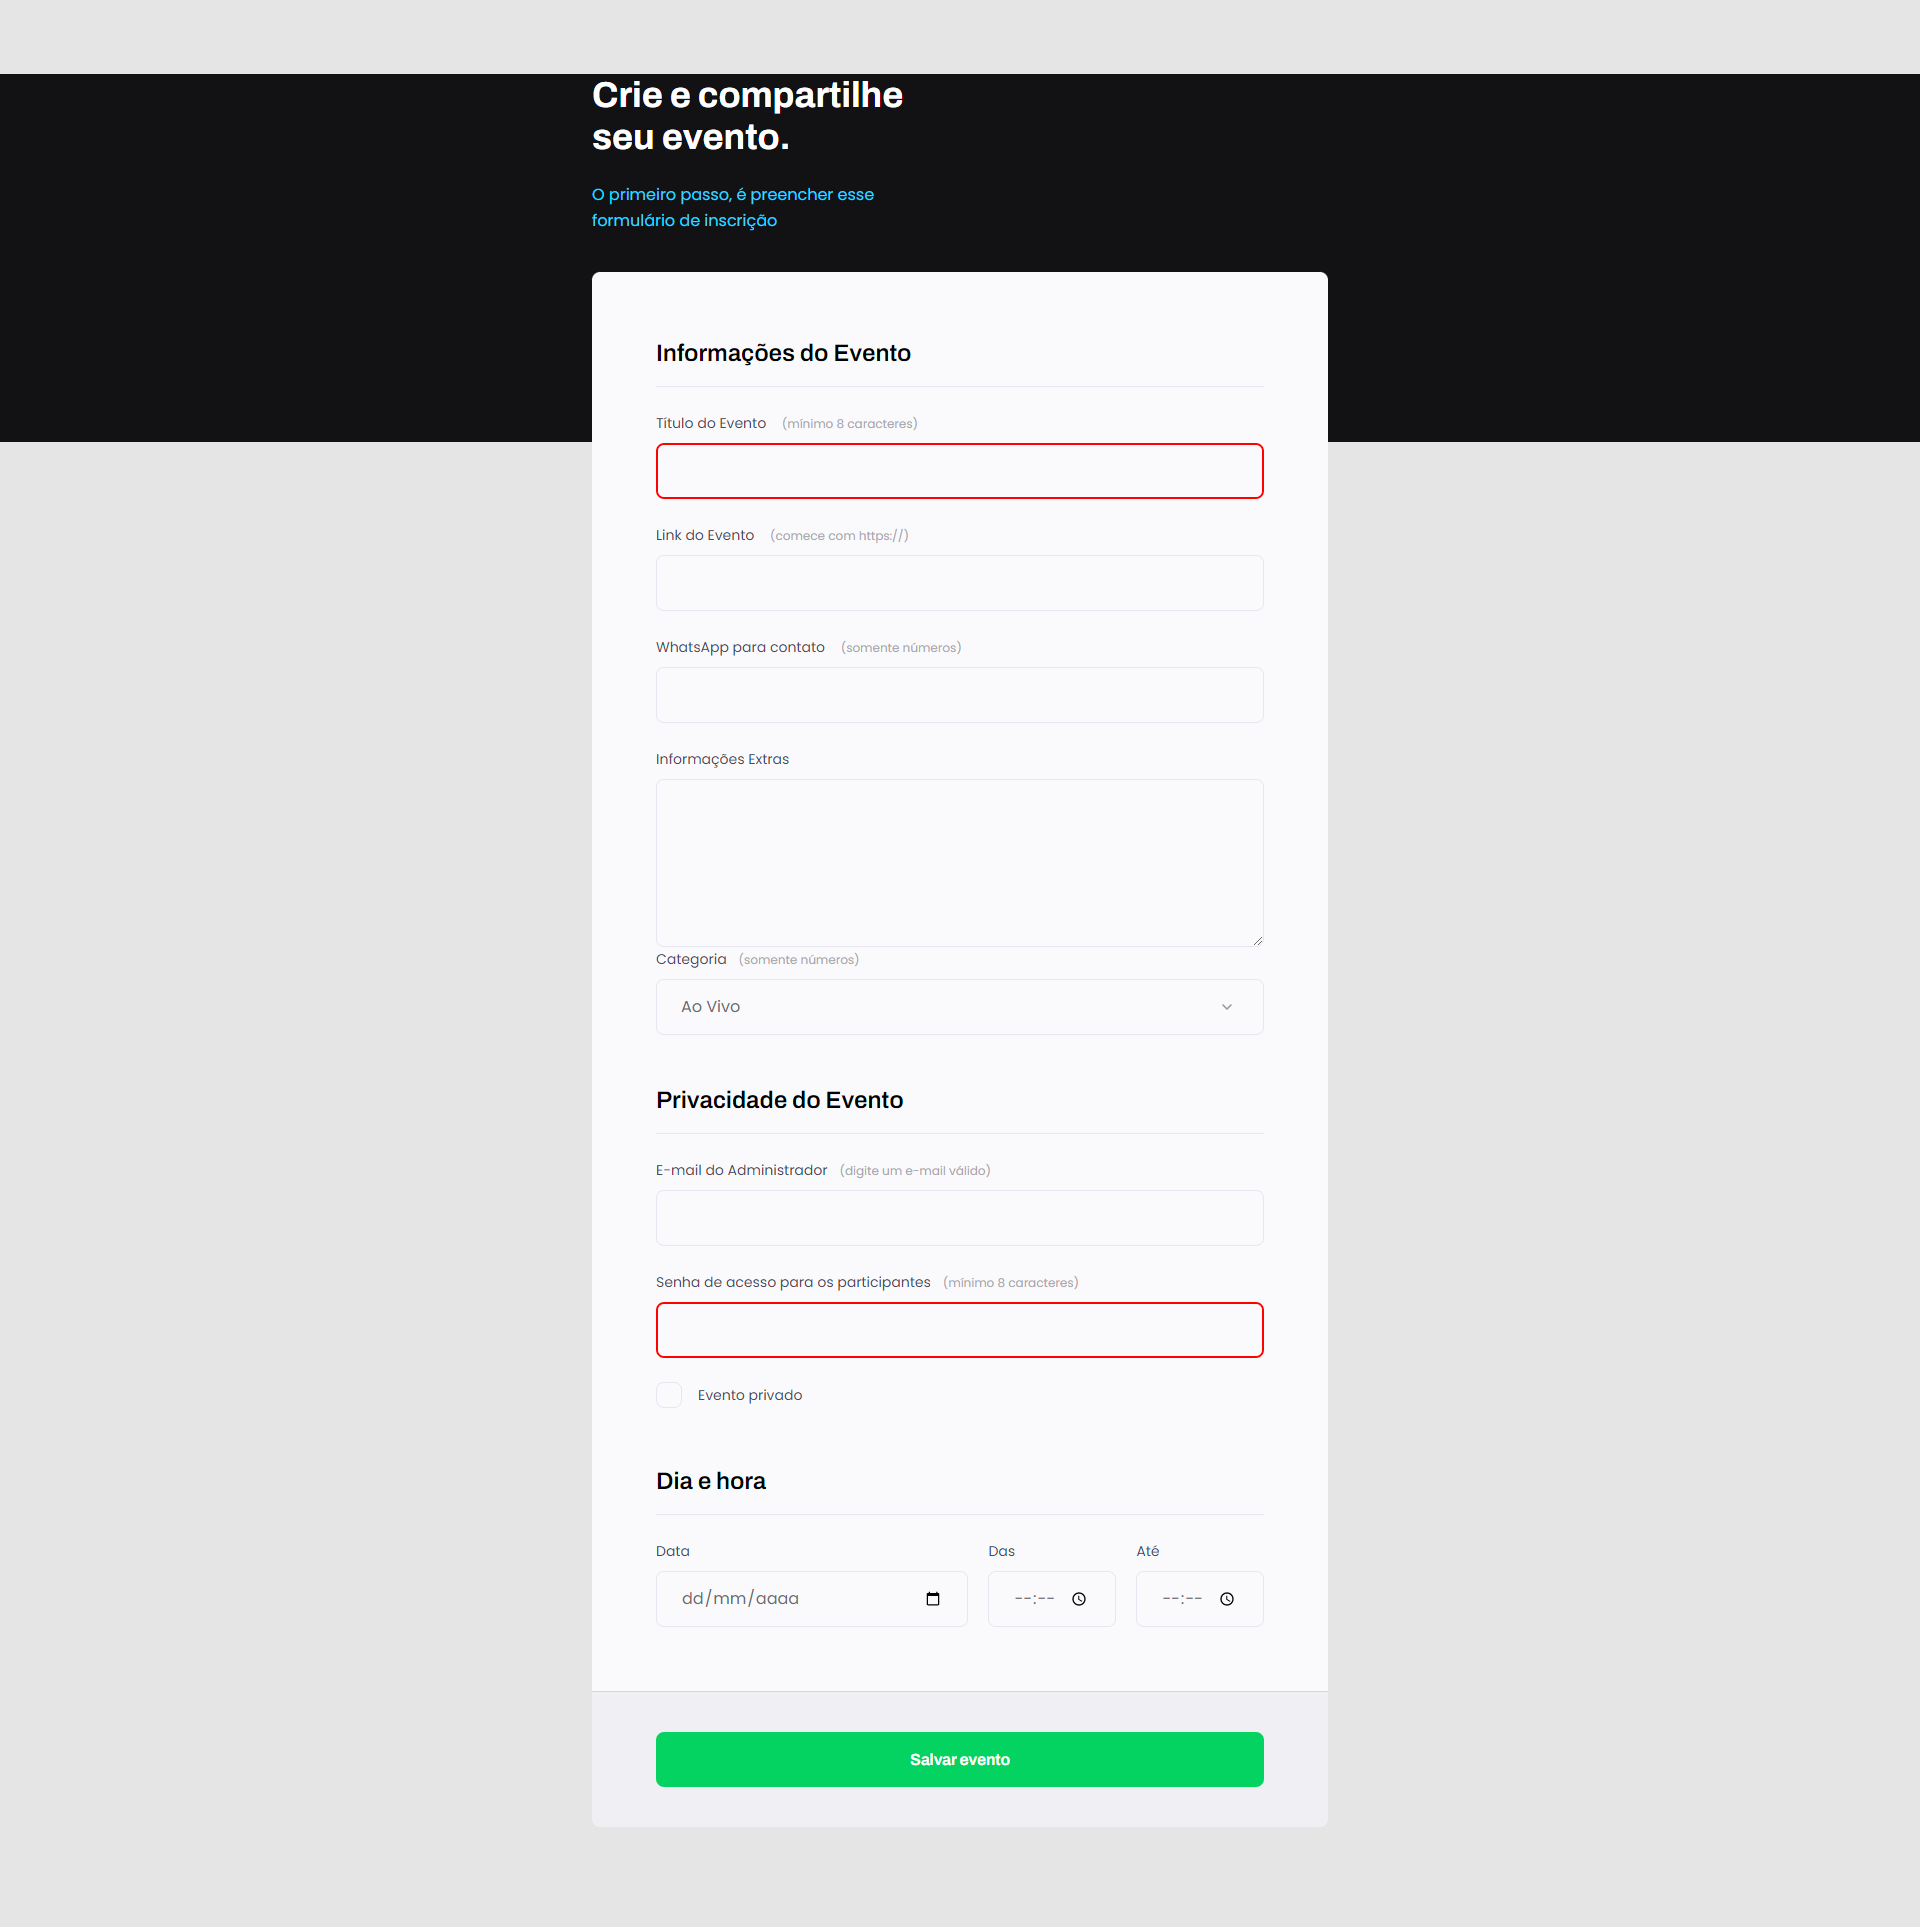 Crie e compartilhe
seu evento.
O primeiro passo, é preencher esse
formulário de inscrição
Informações do Evento
Título do Evento (mínimo 8 caracteres)
Link do Evento (comece com https://)
WhatsApp para contato (somente números)
Informações Extras
Categoria (somente números)
Ao Vivo
Privacidade do Evento
E-mail do Administrador (digite um e-mail válido)
Senha de acesso para os participantes (mínimo 8 caracteres)
Evento privado
Dia e hora
Data Das Até
dd/mm/aaaa --:-- --:--
Salvar evento